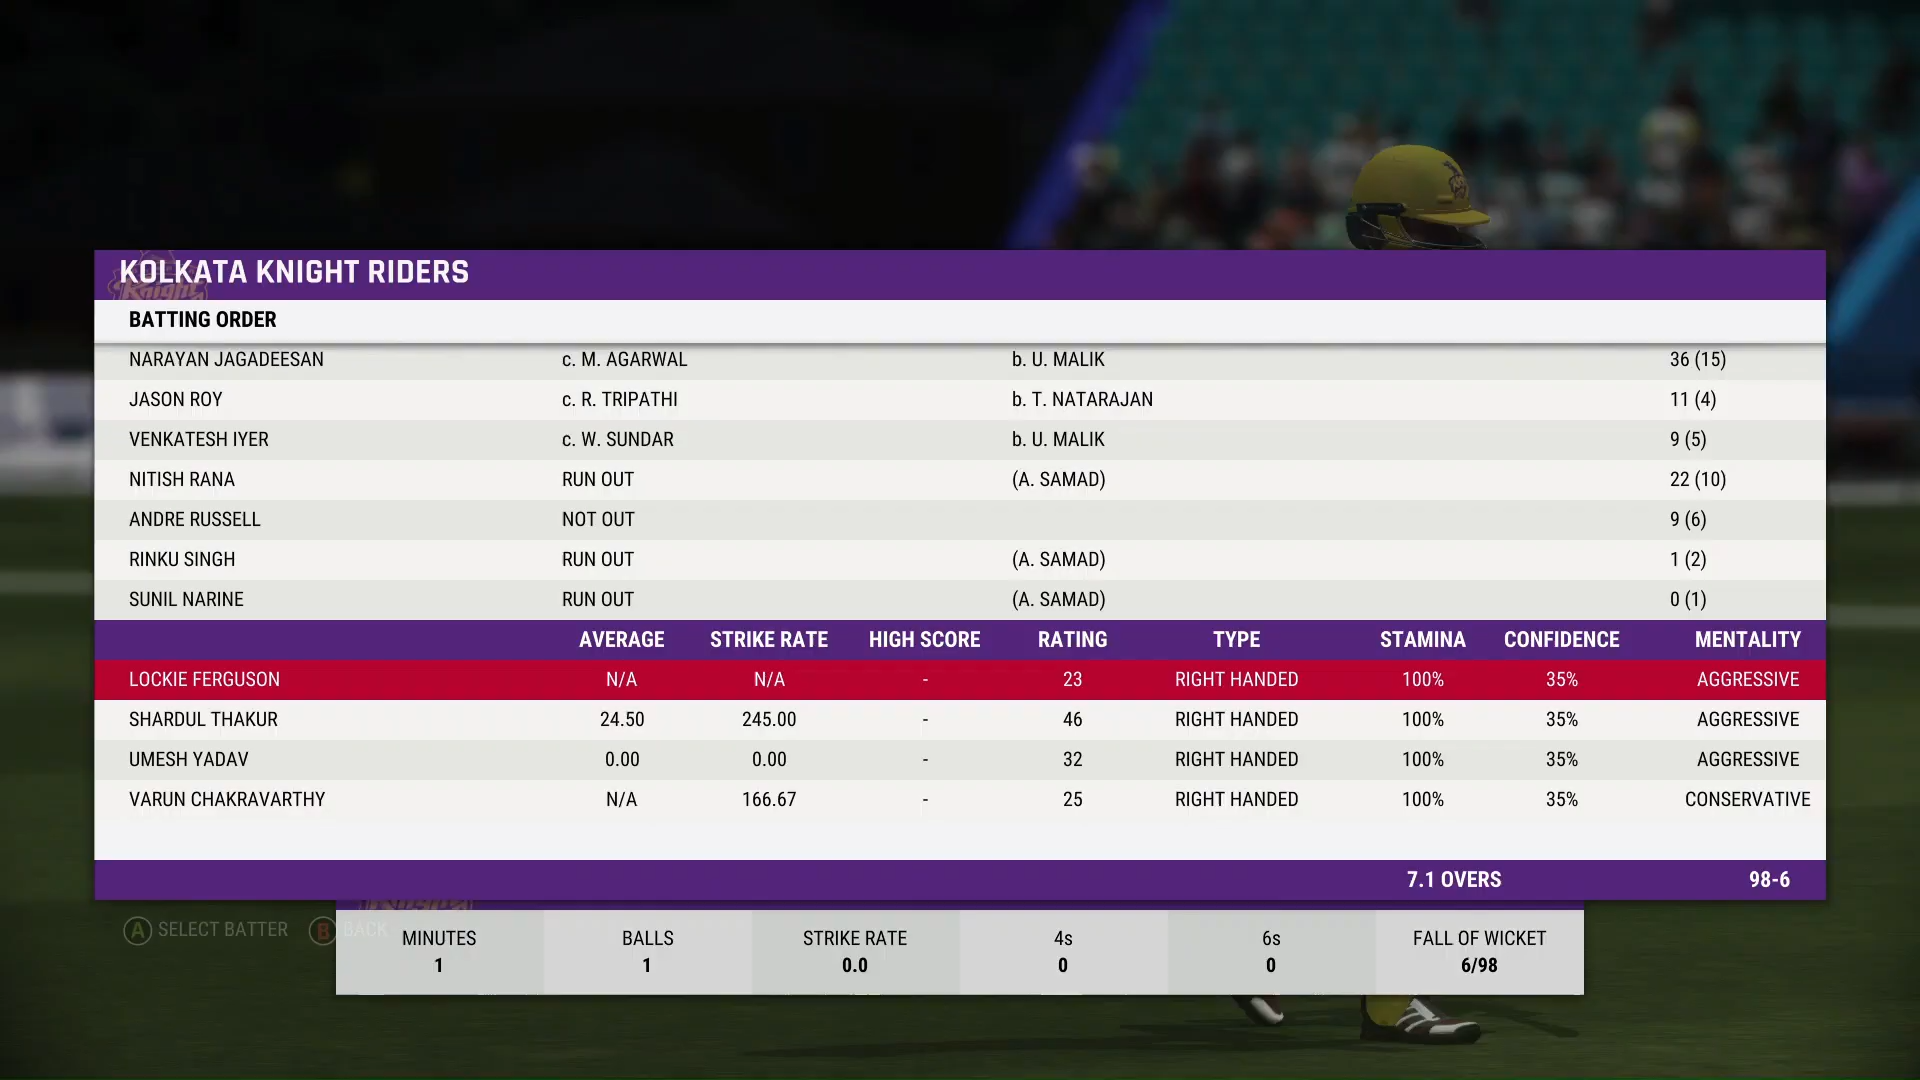 KOLKATA KNIGHT RIDERS
BATTING ORDER
NARAYAN JAGADEESAN c. M. AGARWAL b. U. MALIK 36 (15)
JASON ROY c. R. TRIPATHI b. T. NATARAJAN 11 (4)
VENKATESH IYER c. W. SUNDAR b. U. MALIK 9 (5)
NITISH RANA RUN OUT (A. SAMAD) 22 (10)
ANDRE RUSSELL NOT OUT 9 (6)
RINKU SINGH RUN OUT (A. SAMAD) 1 (2)
SUNIL NARINE RUN OUT (A. SAMAD) 0 (1)
AVERAGE STRIKE RATE HIGH SCORE RATING TYPE STAMINA CONFIDENCE MENTALITY
LOCKIE FERGUSON N/A N/A - 23 RIGHT HANDED 100% 35% AGGRESSIVE
SHARDUL THAKUR 24.50 245.00 - 46 RIGHT HANDED 100% 35% AGGRESSIVE
UMESH YADAV 0.00 0.00 - 32 RIGHT HANDED 100% 35% AGGRESSIVE
VARUN CHAKRAVARTHY N/A 166.67 - 25 RIGHT HANDED 100% 35% CONSERVATIVE
7.1 OVERS 98-6
A SELECT BATTER B BACK
MINUTES BALLS STRIKE RATE 4s 6s FALL OF WICKET
1 1 0.0 0 0 6/98